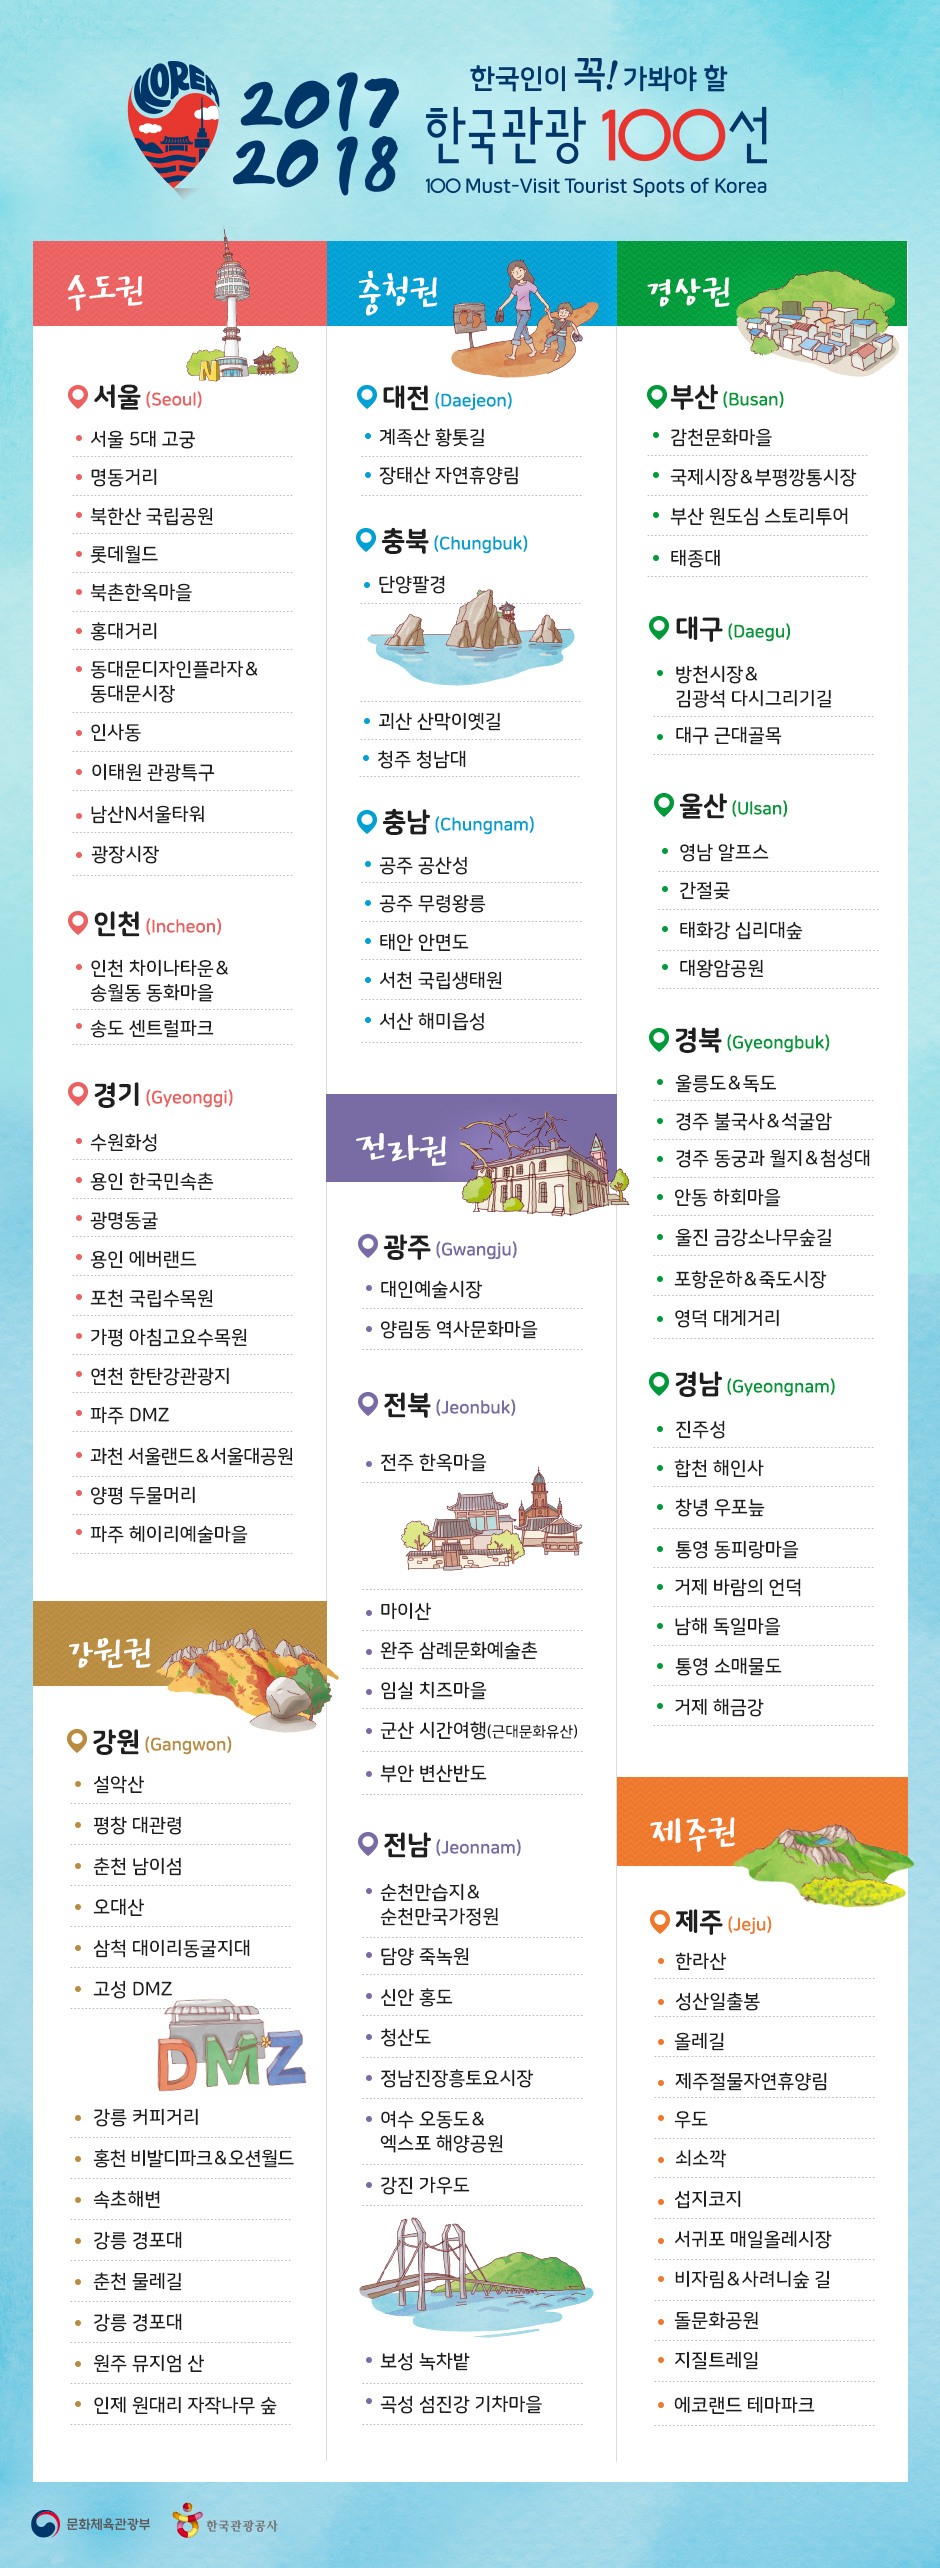 KOREA
2017
2018
한국인이 꼭! 가봐야 할
한국관광 100선
100 Must-Visit Tourist Spots of Korea
수도권
N
서울 (Seoul)
서울 5대 고궁
명동거리
북한산 국립공원
롯데월드
북촌한옥마을
홍대거리
동대문디자인플라자&
동대문시장
인사동
이태원 관광특구
남산N서울타워
광장시장
인천 (Incheon)
인천 차이나타운&
송월동 동화마을
송도 센트럴파크
경기 (Gyeonggi)
수원화성
용인 한국민속촌
광명동굴
용인 에버랜드
포천 국립수목원
가평 아침고요수목원
연천 한탄강관광지
파주 DMZ
과천 서울랜드&서울대공원
양평 두물머리
파주 헤이리예술마을
강원권
강원 (Gangwon)
설악산
평창 대관령
춘천 남이섬
오대산
삼척 대이리동굴지대
고성 DMZ
DMZ
강릉 커피거리
홍천 비발디파크&오션월드
속초해변
강릉 경포대
춘천 물레길
강릉 경포대
원주 뮤지엄 산
인제 원대리 자작나무 숲
충청권
대전 (Daejeon)
계족산 황톳길
장태산 자연휴양림
충북 (Chungbuk)
단양팔경
괴산 산막이옛길
청주 청남대
충남 (Chungnam)
공주 공산성
공주 무령왕릉
태안 안면도
서천 국립생태원
서산 해미읍성
전라권
광주 (Gwangju)
대인예술시장
양림동 역사문화마을
전북 (Jeonbuk)
전주 한옥마을
마이산
완주 삼례문화예술촌
임실 치즈마을
군산 시간여행(근대문화유산)
부안 변산반도
전남 (Jeonnam)
순천만습지&
순천만국가정원
담양 죽녹원
신안 홍도
청산도
정남진장흥토요시장
여수 오동도&
엑스포 해양공원
강진 가우도
보성 녹차밭
곡성 섬진강 기차마을
경상권
부산 (Busan)
감천문화마을
국제시장&부평깡통시장
부산 원도심 스토리투어
태종대
대구 (Daegu)
방천시장&
김광석 다시그리기길
대구 근대골목
울산 (Ulsan)
영남 알프스
간절곶
태화강 십리대숲
대왕암공원
경북 (Gyeongbuk)
울릉도&독도
경주 불국사&석굴암
경주 동궁과 월지&첨성대
안동 하회마을
울진 금강소나무숲길
포항운하&죽도시장
영덕 대게거리
경남 (Gyeongnam)
진주성
합천 해인사
창녕 우포늪
통영 동피랑마을
거제 바람의 언덕
남해 독일마을
통영 소매물도
거제 해금강
제주권
제주 (Jeju)
한라산
성산일출봉
올레길
제주절물자연휴양림
우도
쇠소깍
섭지코지
서귀포 매일올레시장
비자림&사려니숲 길
돌문화공원
지질트레일
에코랜드 테마파크
문화체육관광부
한국관광공사